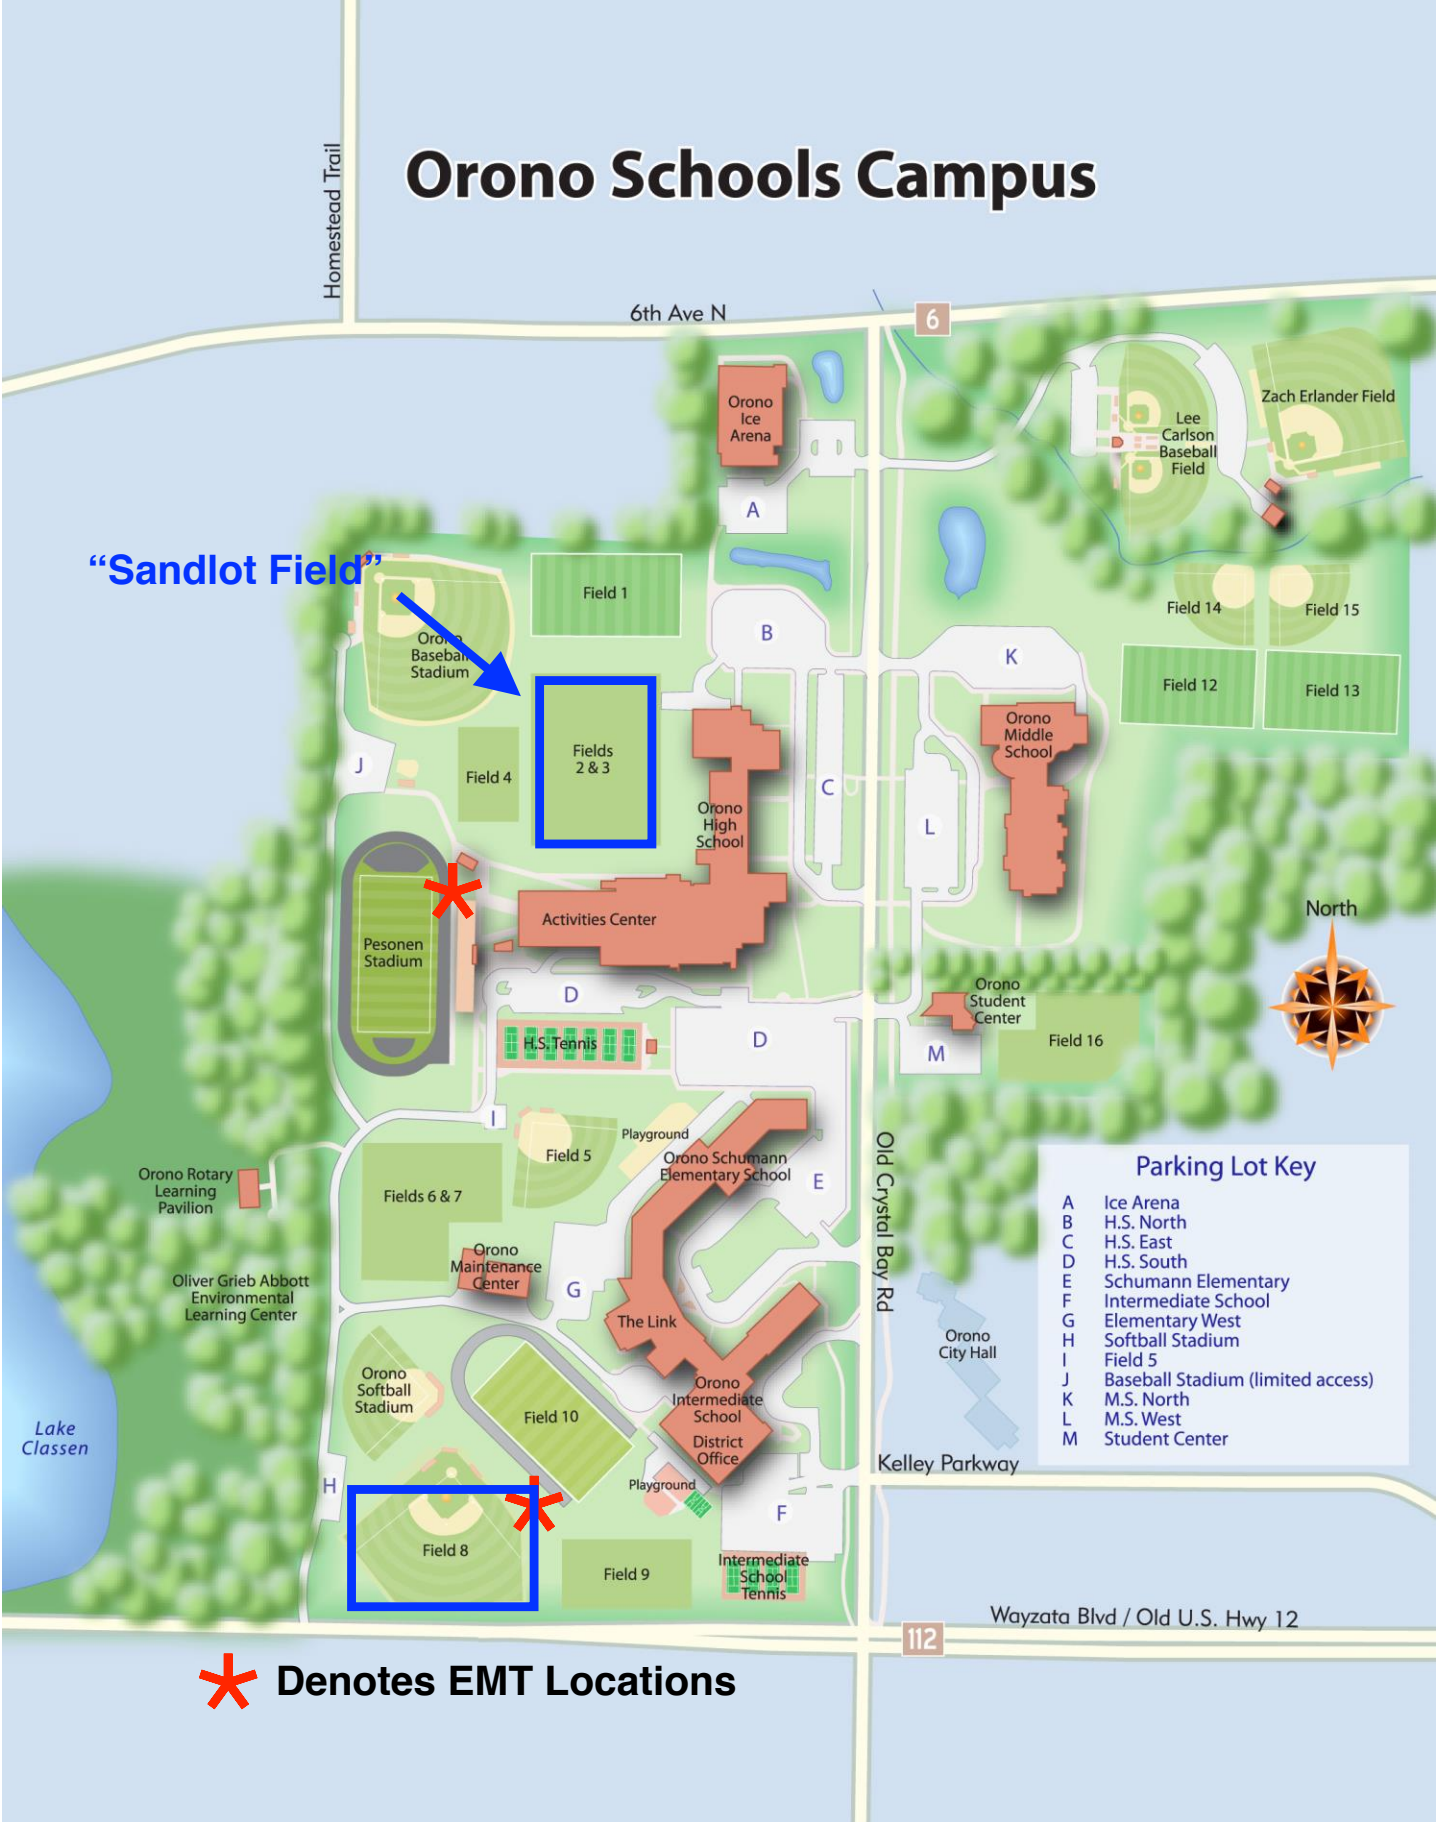 Homestead Trail
Orono Schools Campus
6th Ave N
6
Orono
Ice
Arena
A
Lee
Carlson
Baseball
Field
Zach Erlander Field
“Sandlot Field”
Orono
Baseball
Stadium
Field 1
B
K
Field 14
Field 15
Field 12
Field 13
Fields
2 & 3
Field 4
J
Orono
High
School
C
L
Orono
Middle
School
Activities Center
Pesonen
Stadium
North
D
H.S. Tennis
D
Orono
Student
Center
M
Field 16
I
Field 5
Playground
Orono Schumann
Elementary School
E
Old Crystal Bay Rd
Orono Rotary
Learning
Pavilion
Fields 6 & 7
Orono
Maintenance
Center
G
Oliver Grieb Abbott
Environmental
Learning Center
The Link
Orono
City Hall
Parking Lot Key
A Ice Arena
B H.S. North
C H.S. East
D H.S. South
E Schumann Elementary
F Intermediate School
G Elementary West
H Softball Stadium
I Field 5
J Baseball Stadium (limited access)
K M.S. North
L M.S. West
M Student Center
Orono
Softball
Stadium
Field 10
Orono
Intermediate
School
District
Office
Lake
Classen
H
Playground
F
Kelley Parkway
Field 8
Field 9
Intermediate
School
Tennis
Wayzata Blvd / Old U.S. Hwy 12
112
Denotes EMT Locations